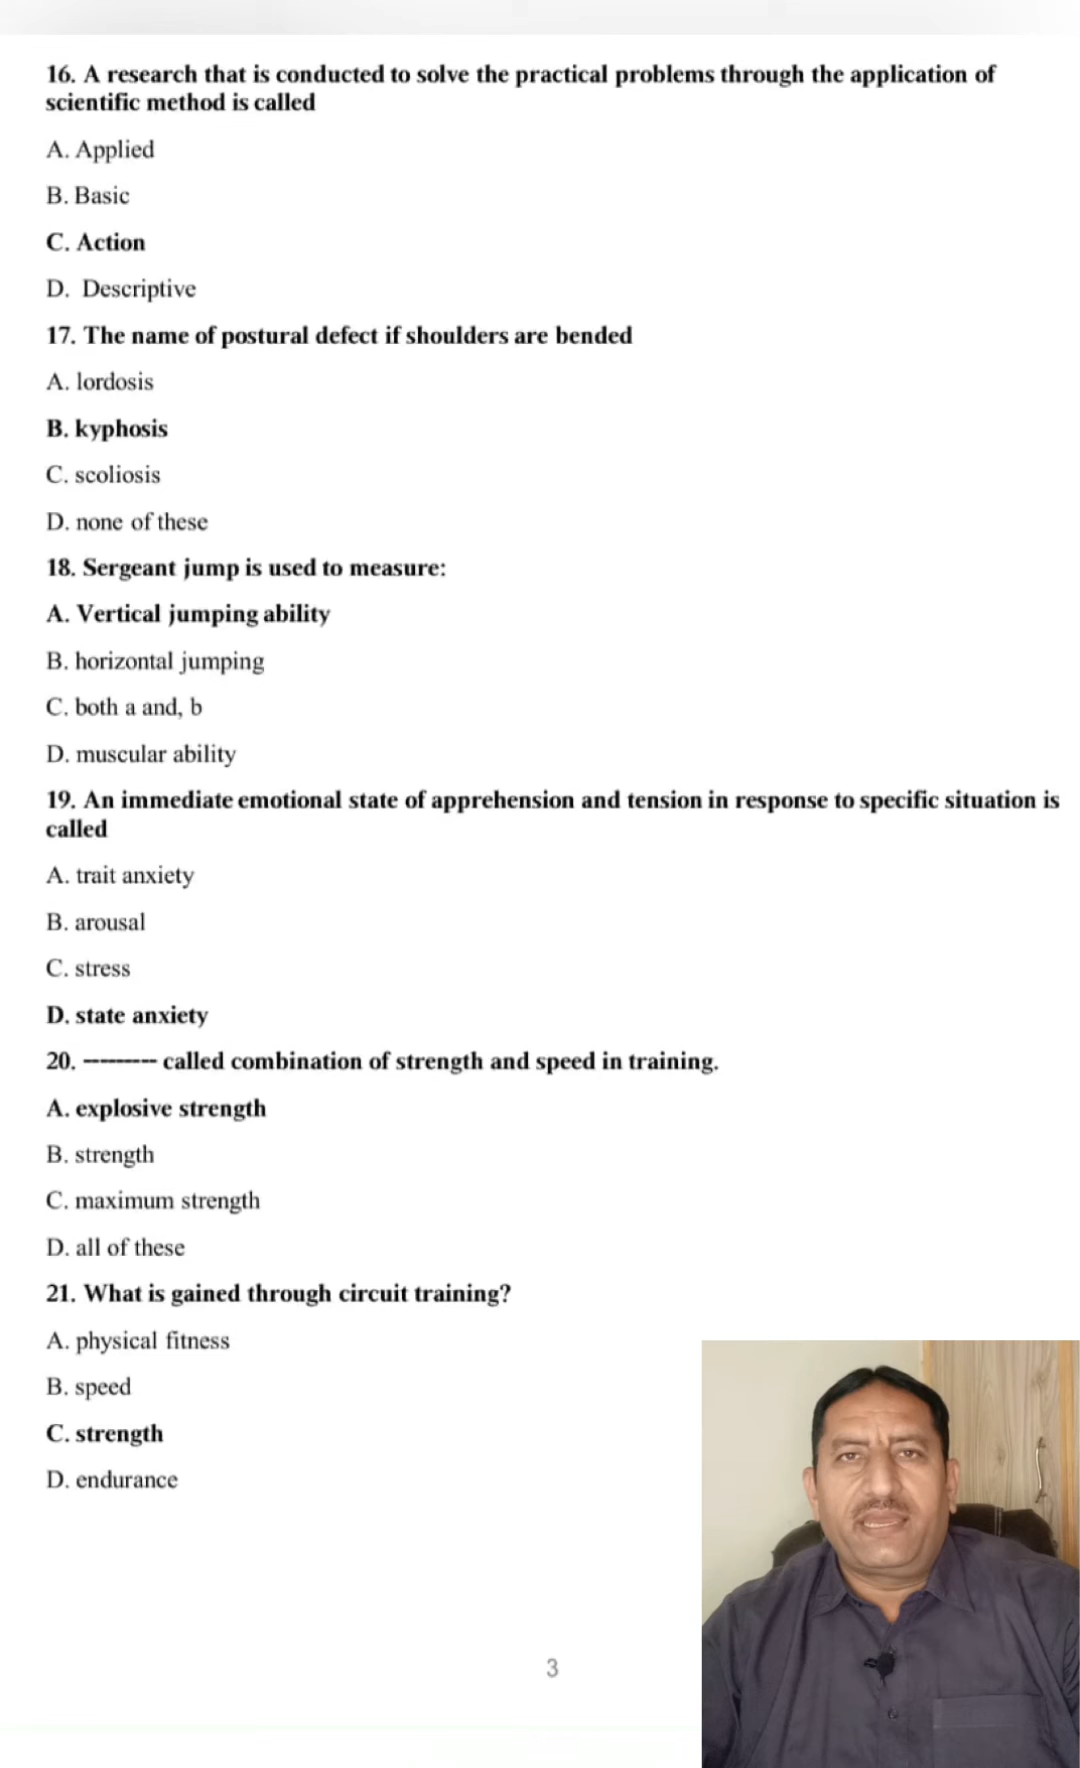 16. A research that is conducted to solve the practical problems through the application of
scientific method is called
A. Applied
B. Basic
C. Action
D. Descriptive
17. The name of postural defect if shoulders are bended
A. lordosis
B. kyphosis
C. scoliosis
D. none of these
18. Sergeant jump is used to measure:
A. Vertical jumping ability
B. horizontal jumping
C. both a and, b
D. muscular ability
19. An immediate emotional state of apprehension and tension in response to specific situation is
called
A. trait anxiety
B. arousal
C. stress
D. state anxiety
20. --------- called combination of strength and speed in training.
A. explosive strength
B. strength
C. maximum strength
D. all of these
21. What is gained through circuit training?
A. physical fitness
B. speed
C. strength
D. endurance
3